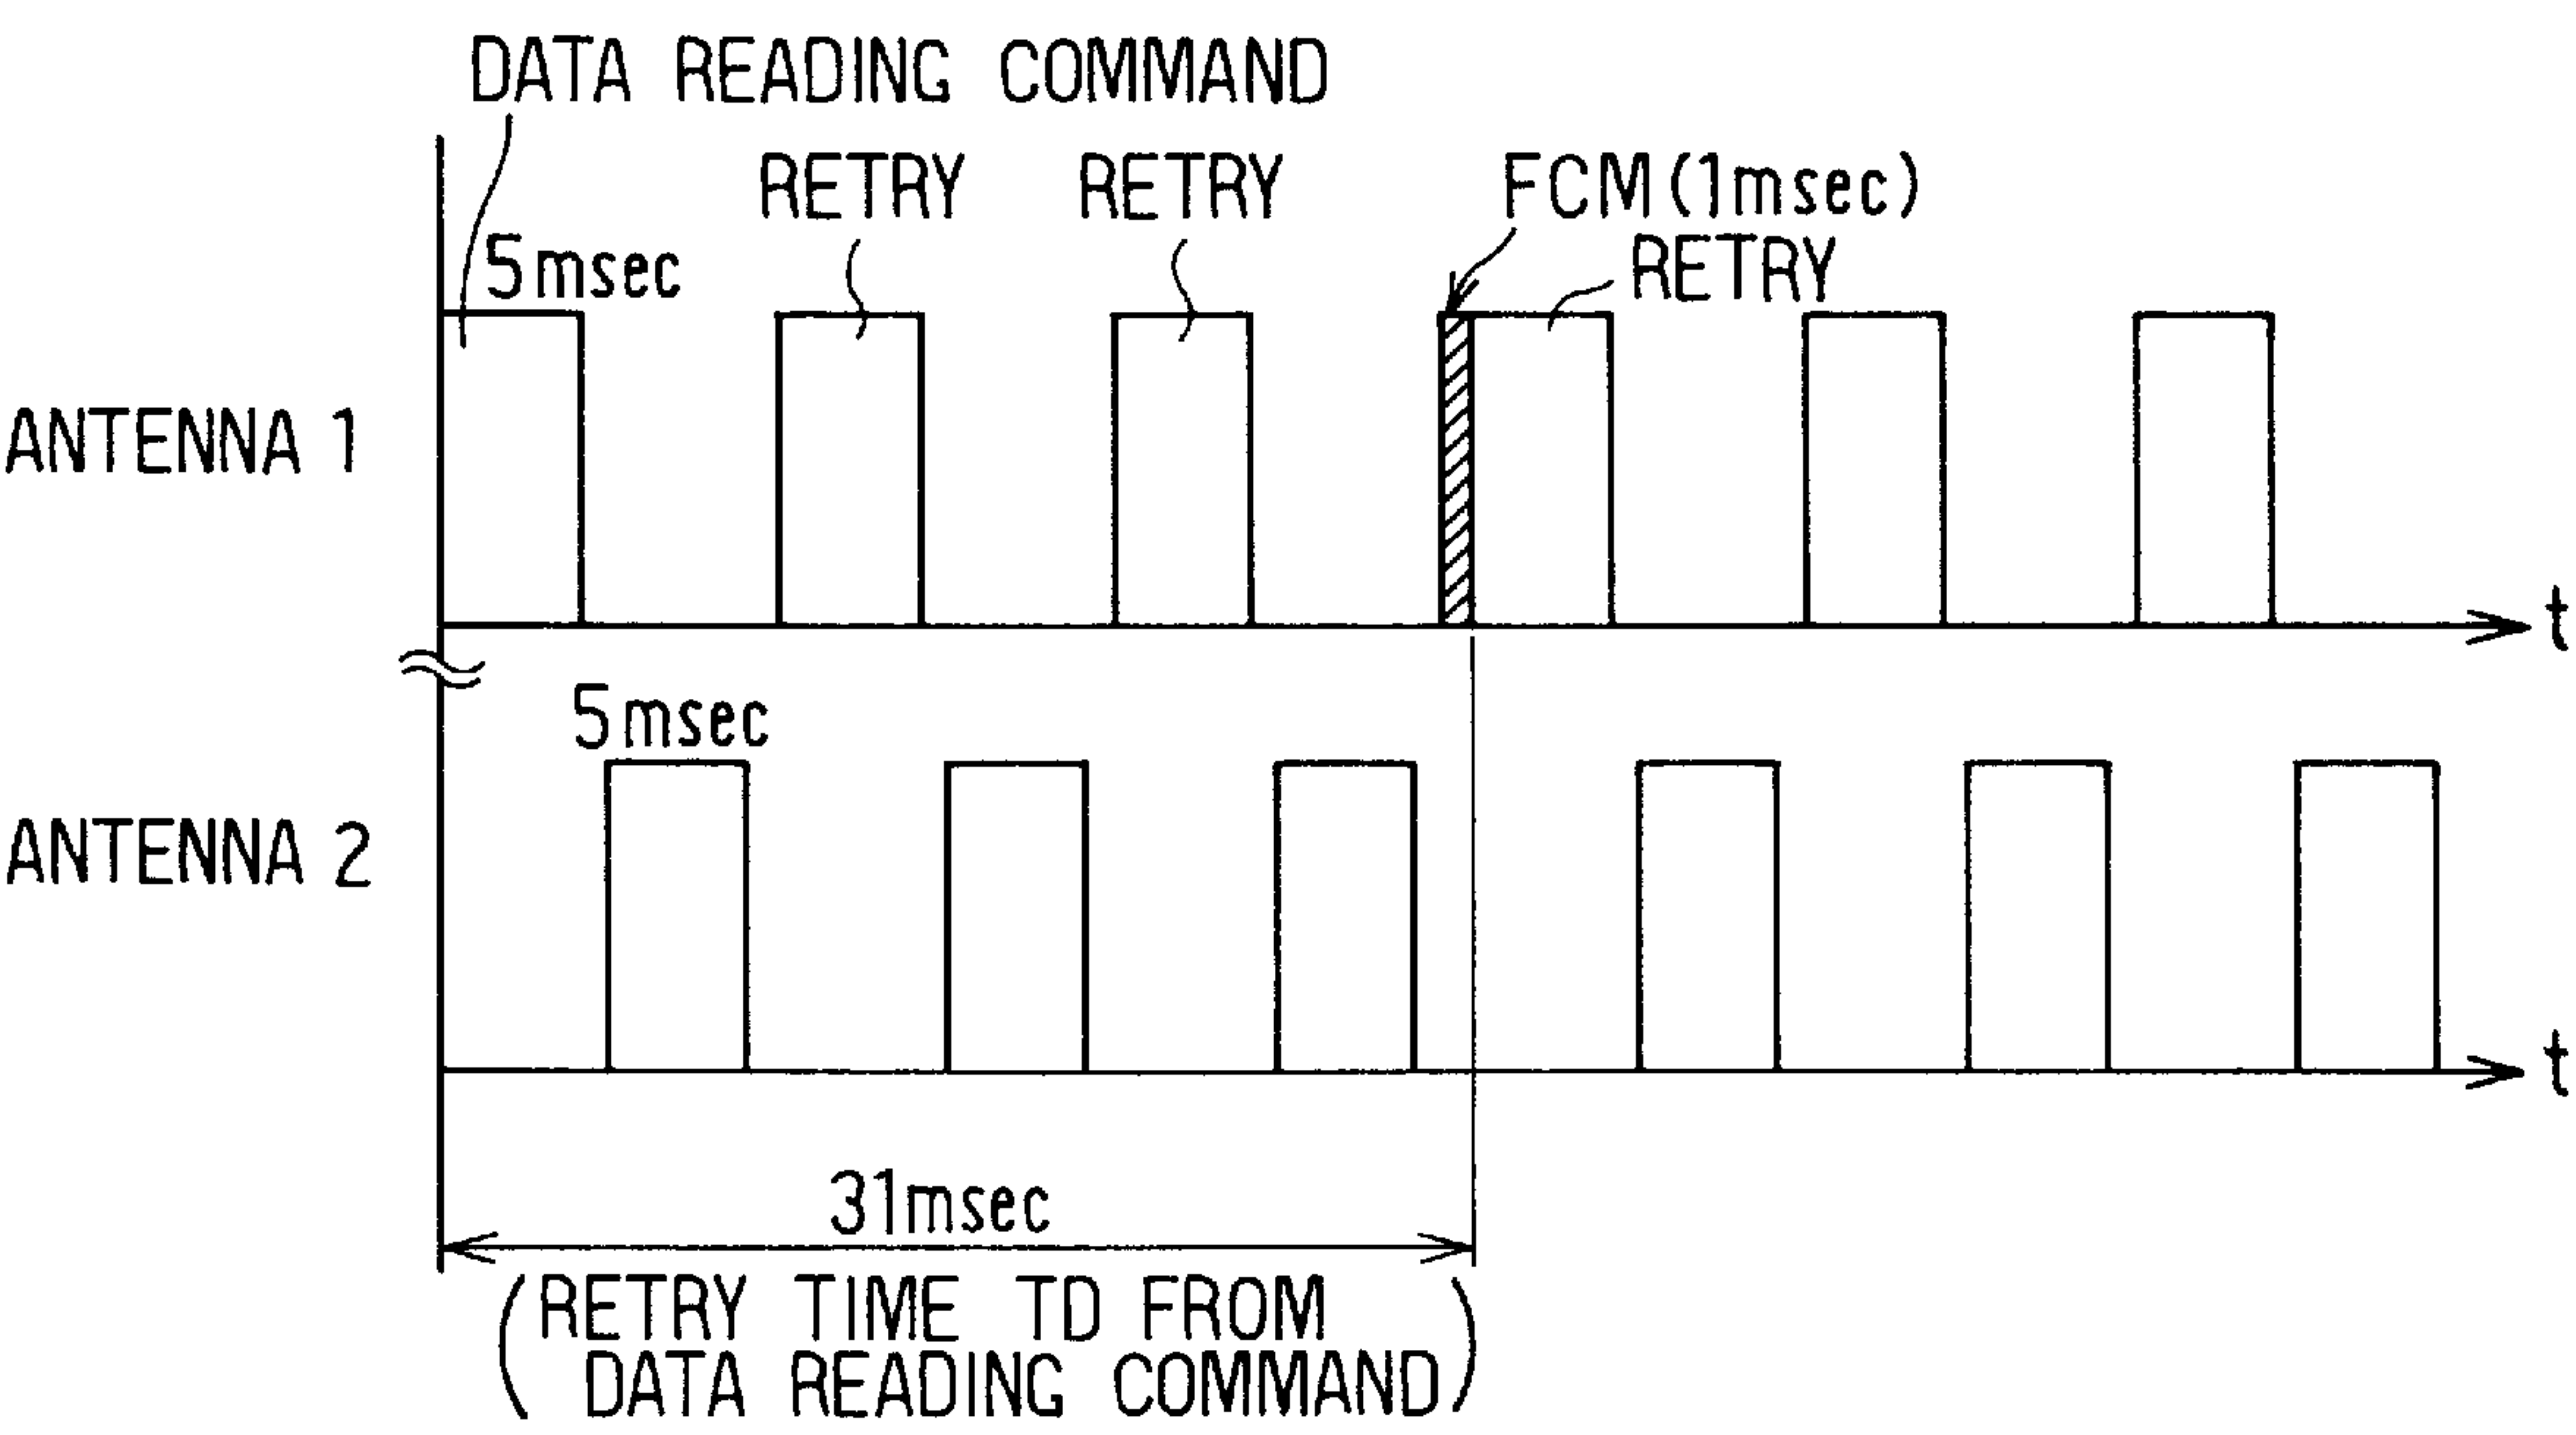 DATA READING COMMAND
RETRY RETRY FCM(1msec)
5msec RETRY
ANTENNA 1
t
5msec
ANTENNA 2
t
31msec
(RETRY TIME TD FROM
DATA READING COMMAND)